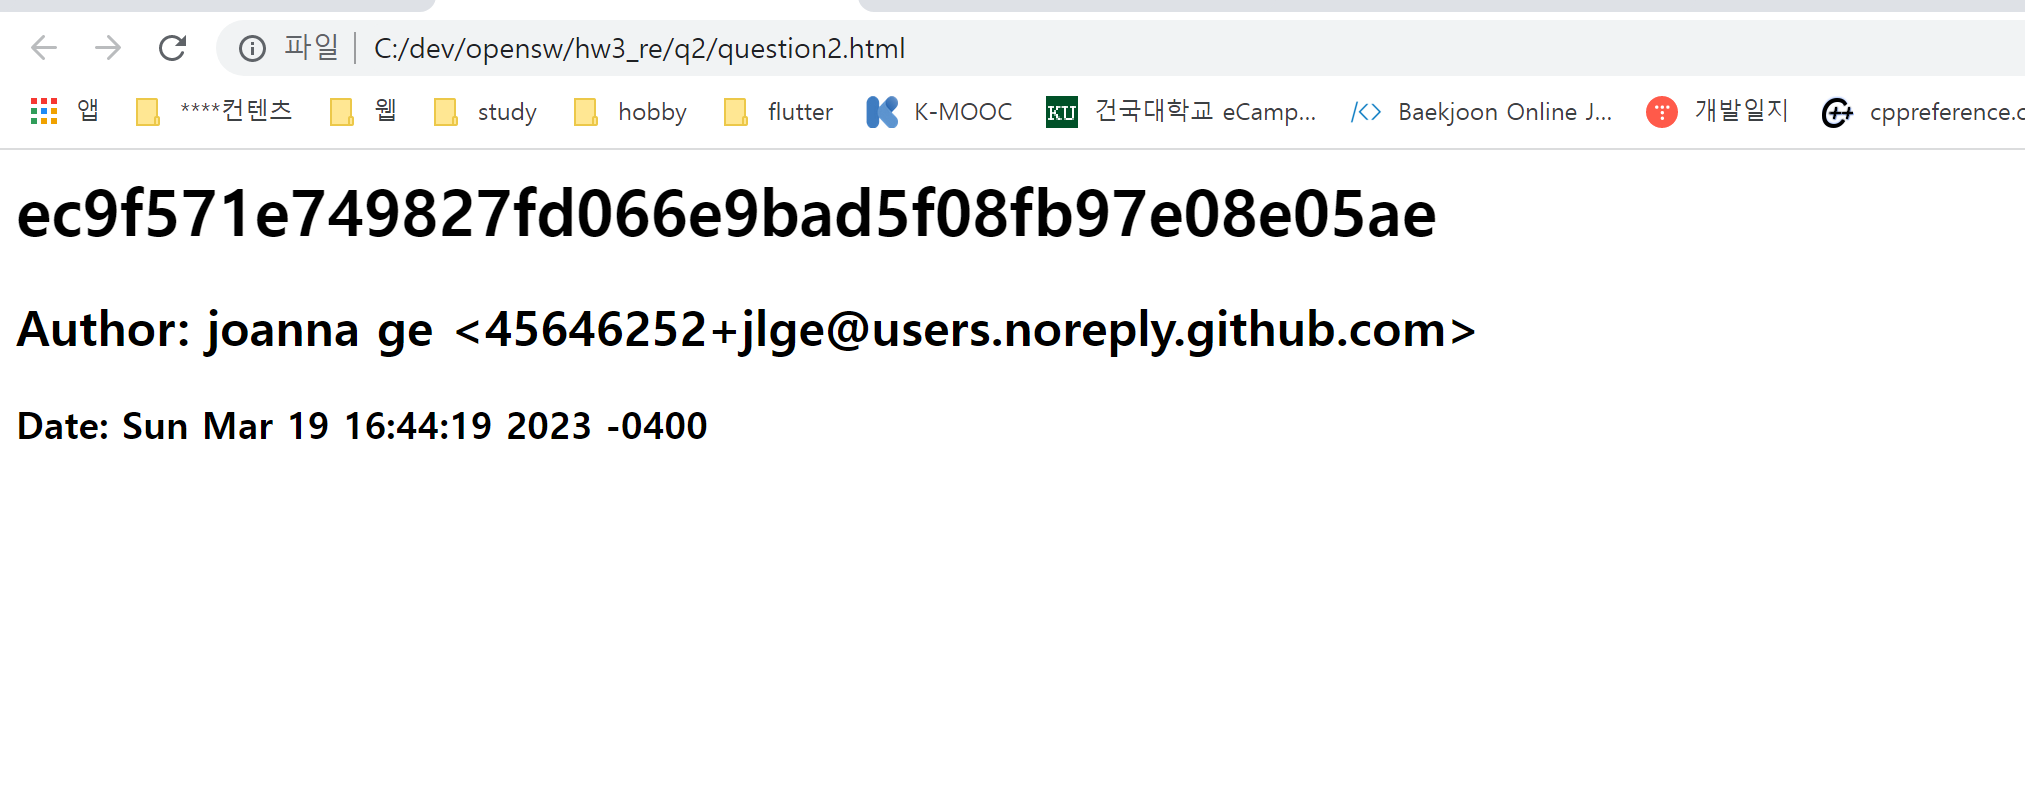 파일 C:/dev/opensw/hw3_re/q2/question2.html
앱 ****컨텐츠 웹 study hobby flutter K-MOOC KU 건국대학교 eCamp... </> Baekjoon Online J... 개발일지 C++ cppreference.c
ec9f571e749827fd066e9bad5f08fb97e08e05ae
Author: joanna ge <45646252+jlge@users.noreply.github.com>
Date: Sun Mar 19 16:44:19 2023 -0400